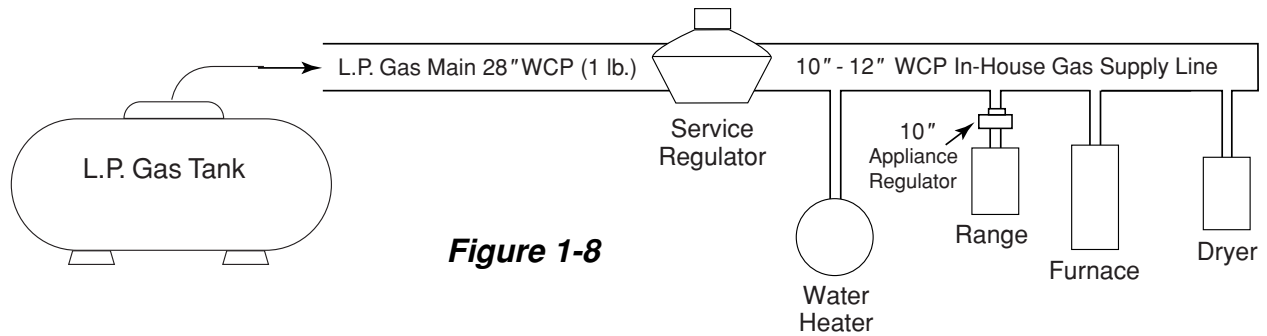 L.P. Gas Main 28" WCP (1 lb.)
10" - 12" WCP In-House Gas Supply Line
L.P. Gas Tank
Service
Regulator
10"
Appliance
Regulator
Range
Furnace
Dryer
Water
Heater
Figure 1-8